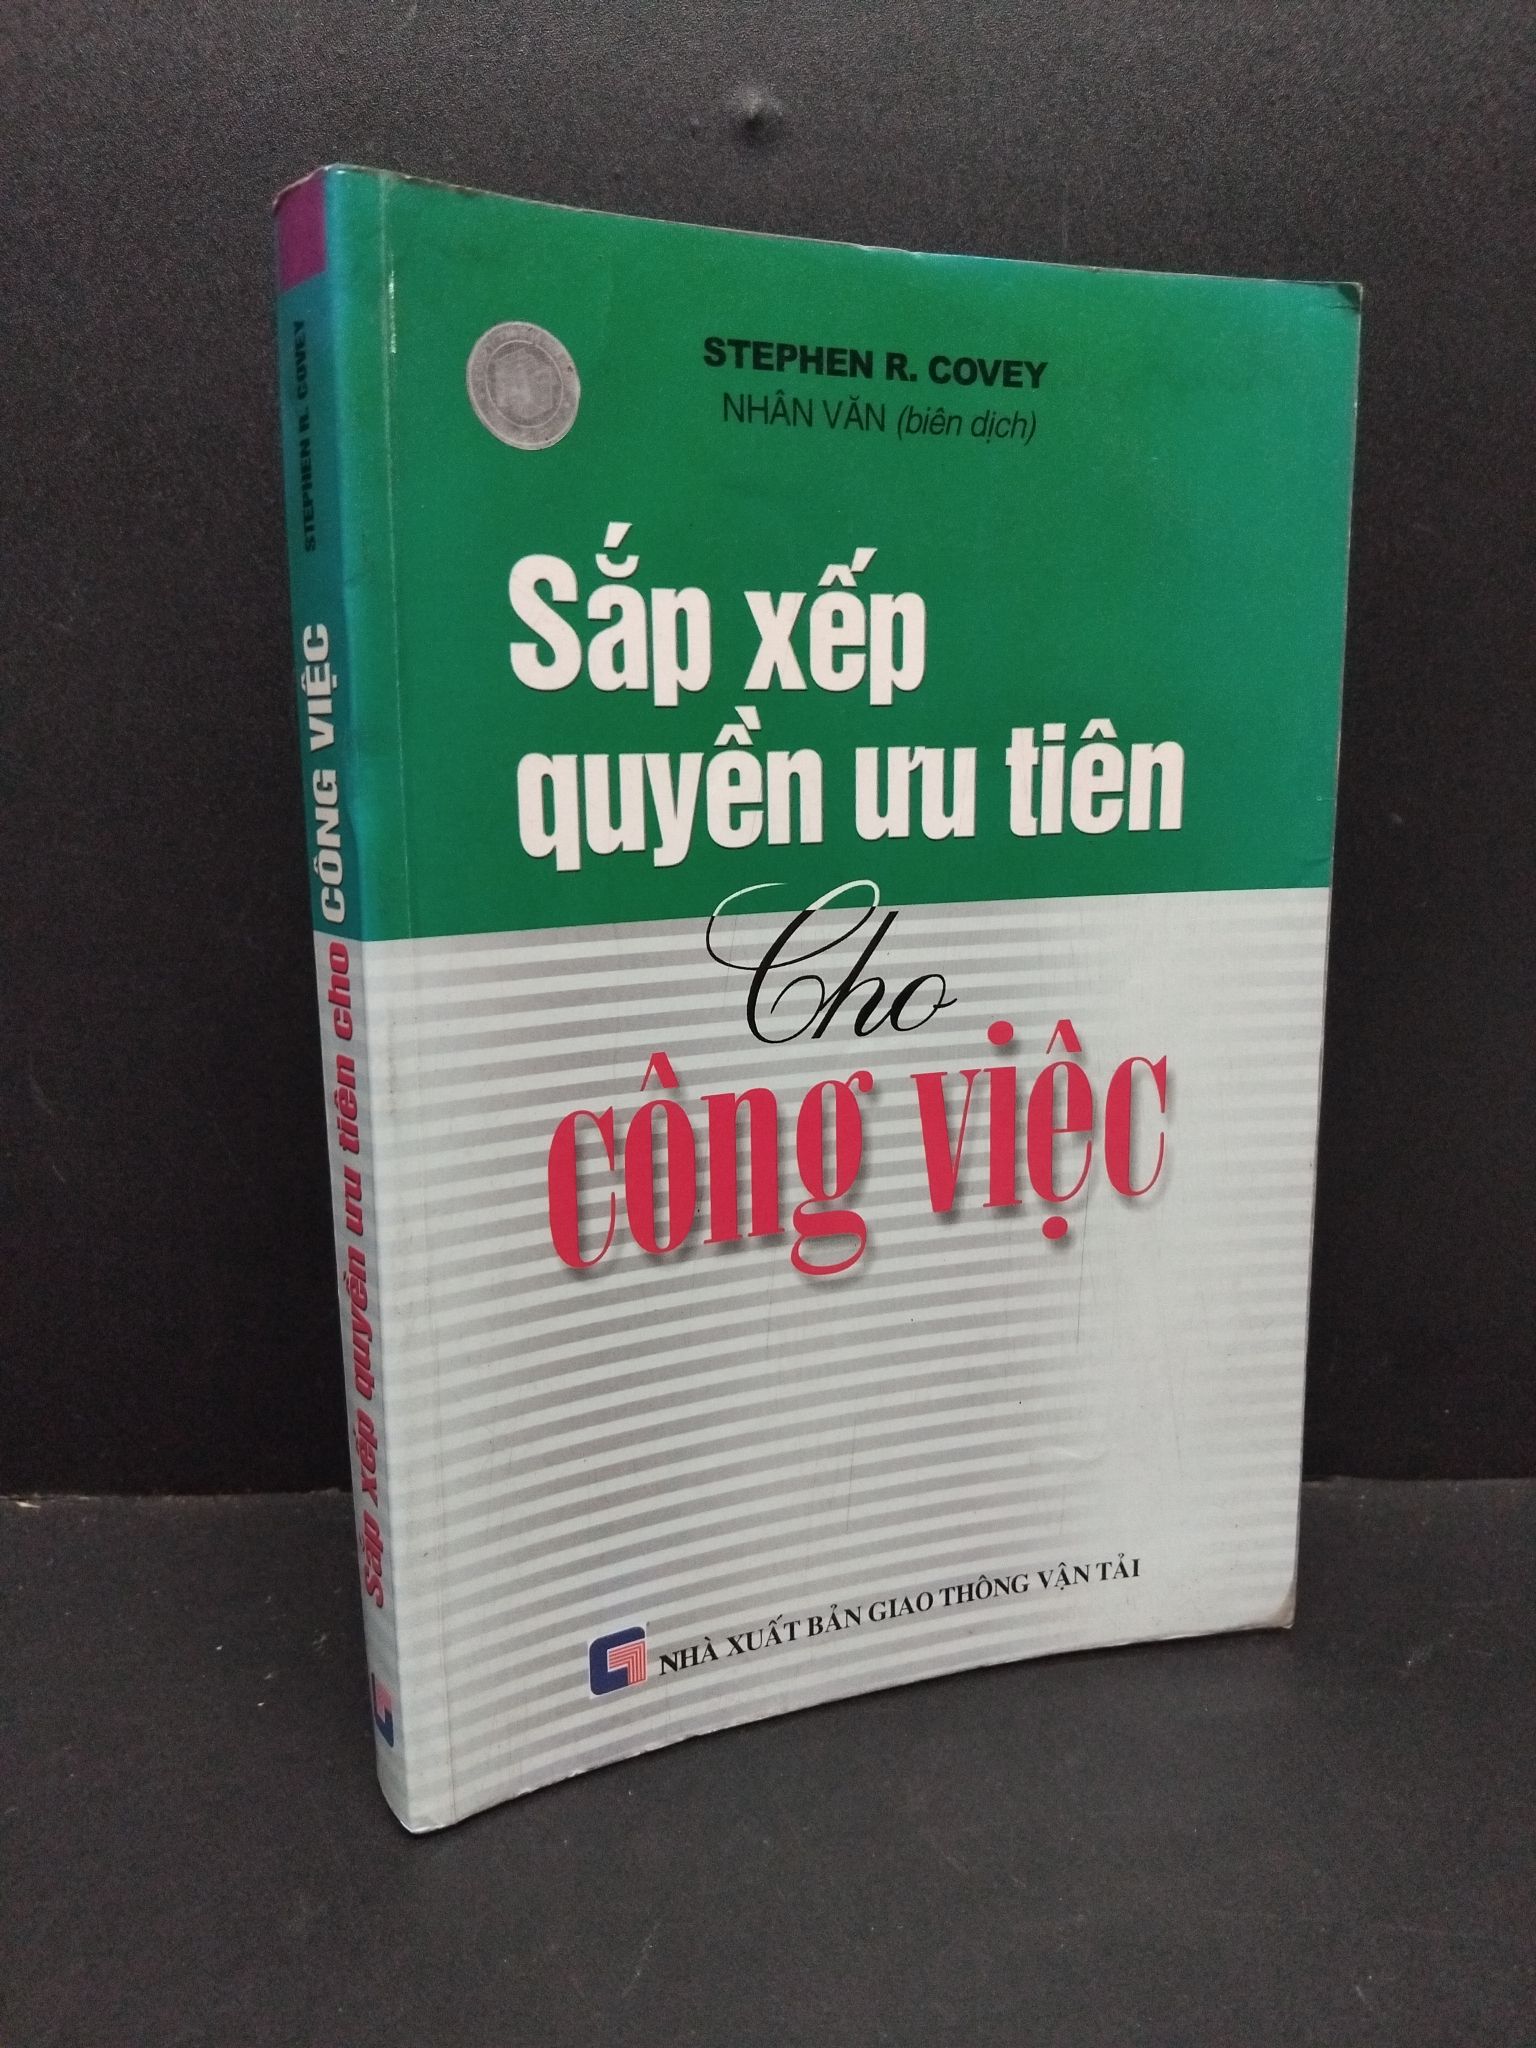 STEPHEN R. COVEY
NHÂN VĂN (biên dịch)
Sắp xếp
quyền ưu tiên
Cho
công việc
NHÀ XUẤT BẢN GIAO THÔNG VẬN TẢI
Sắp xếp quyền ưu tiên cho CÔNG VIỆC STEPHEN R. COVEY